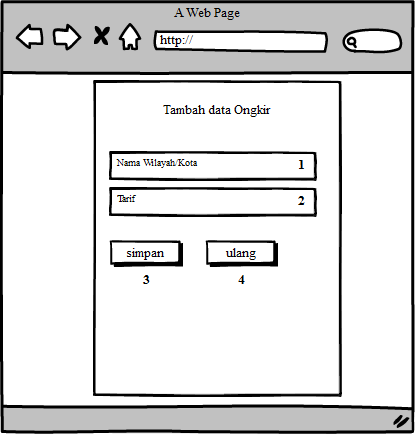 A Web Page
http://
Tambah data Ongkir
Nama Wilayah/Kota 1
Tarif 2
simpan ulang
3 4